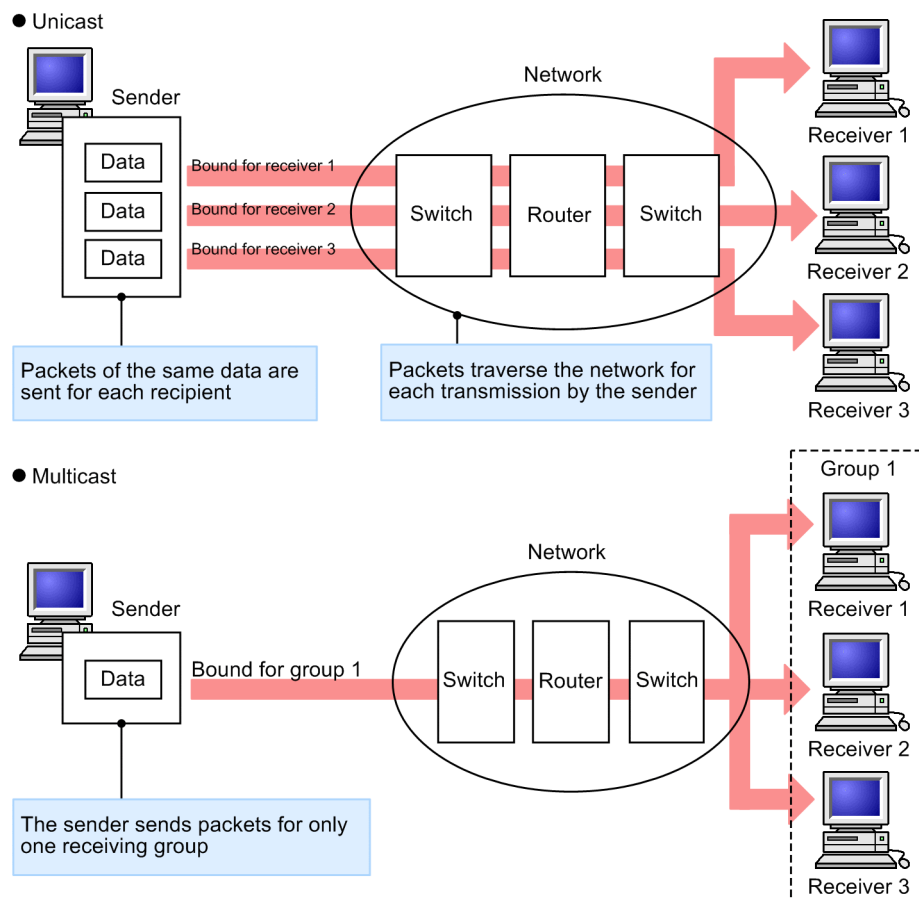 ● Unicast
Sender
Network
Data
Data
Data
Bound for receiver 1
Bound for receiver 2
Bound for receiver 3
Switch
Router
Switch
Receiver 1
Receiver 2
Receiver 3
Packets of the same data are
sent for each recipient
Packets traverse the network for
each transmission by the sender
● Multicast
Group 1
Sender
Network
Data
Bound for group 1
Switch
Router
Switch
Receiver 1
Receiver 2
Receiver 3
The sender sends packets for only
one receiving group